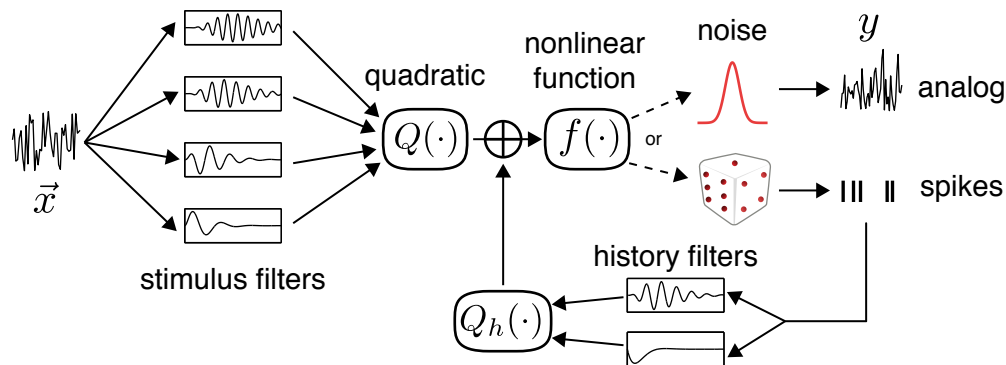 noise
y
nonlinear
function
quadratic
analog
Q(·)
f(·)
or
x⃗
spikes
stimulus filters
history filters
Q_h(·)